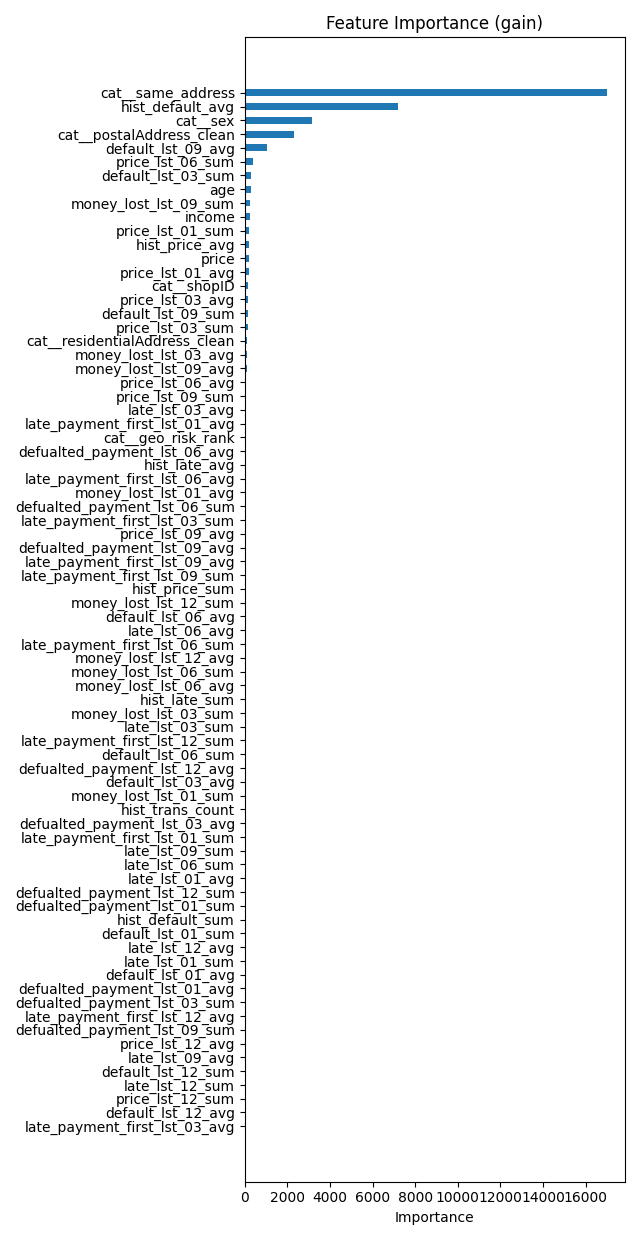 Feature Importance (gain)
cat__same_address
hist_default_avg
cat__sex
cat__postalAddress_clean
default_lst_09_avg
price_lst_06_sum
default_lst_03_sum
age
money_lost_lst_09_sum
income
price_lst_01_sum
hist_price_avg
price
price_lst_01_avg
cat__shopID
price_lst_03_avg
default_lst_09_sum
price_lst_03_sum
cat__residentialAddress_clean
money_lost_lst_03_avg
money_lost_lst_09_avg
price_lst_06_avg
price_lst_09_sum
late_lst_03_avg
late_payment_first_lst_01_avg
cat__geo_risk_rank
defualted_payment_lst_06_avg
hist_late_avg
late_payment_first_lst_06_avg
money_lost_lst_01_avg
defualted_payment_lst_06_sum
late_payment_first_lst_03_sum
price_lst_09_avg
defualted_payment_lst_09_avg
late_payment_first_lst_09_avg
late_payment_first_lst_09_sum
hist_price_sum
money_lost_lst_12_sum
default_lst_06_avg
late_lst_06_avg
late_payment_first_lst_06_sum
money_lost_lst_12_avg
money_lost_lst_06_sum
money_lost_lst_06_avg
hist_late_sum
money_lost_lst_03_sum
late_lst_03_sum
late_payment_first_lst_12_sum
default_lst_06_sum
defualted_payment_lst_12_avg
default_lst_03_avg
money_lost_lst_01_sum
hist_trans_count
defualted_payment_lst_03_avg
late_payment_first_lst_01_sum
late_lst_09_sum
late_lst_06_sum
late_lst_01_avg
defualted_payment_lst_12_sum
defualted_payment_lst_01_sum
hist_default_sum
default_lst_01_sum
late_lst_12_avg
late_lst_01_sum
default_lst_01_avg
defualted_payment_lst_01_avg
defualted_payment_lst_03_sum
late_payment_first_lst_12_avg
defualted_payment_lst_09_sum
price_lst_12_avg
late_lst_09_avg
default_lst_12_sum
late_lst_12_sum
price_lst_12_sum
default_lst_12_avg
late_payment_first_lst_03_avg
0 2000 4000 6000 8000 10000 12000 14000 16000
Importance